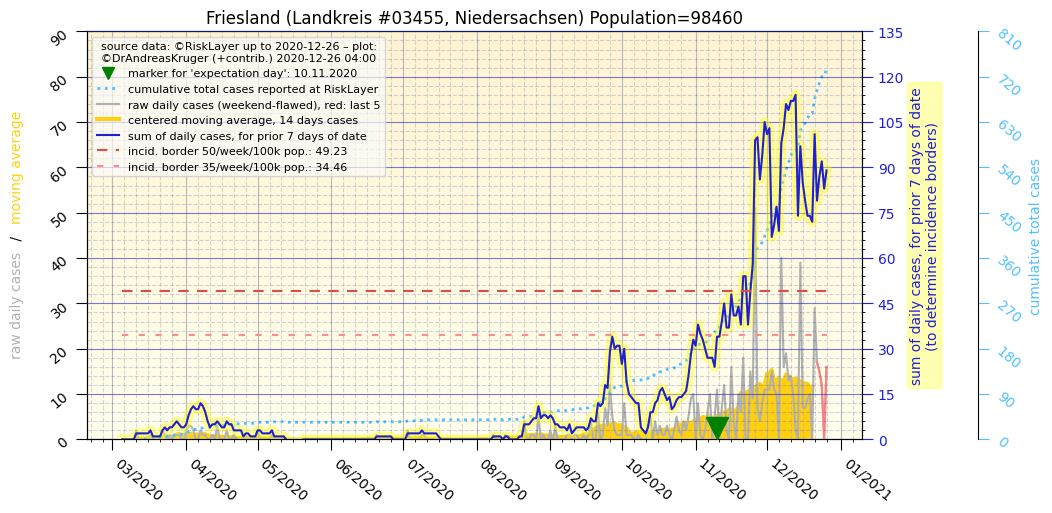 Friesland (Landkreis #03455, Niedersachsen) Population=98460
source data: ©RiskLayer up to 2020-12-26 – plot:
©DrAndreasKruger (+contrib.) 2020-12-26 04:00
marker for 'expectation day': 10.11.2020
cumulative total cases reported at RiskLayer
raw daily cases (weekend-flawed), red: last 5
centered moving average, 14 days cases
sum of daily cases, for prior 7 days of date
incid. border 50/week/100k pop.: 49.23
incid. border 35/week/100k pop.: 34.46
raw daily cases / moving average
90
80
70
60
50
40
30
20
10
0
03/2020
04/2020
05/2020
06/2020
07/2020
08/2020
09/2020
10/2020
11/2020
12/2020
01/2021
135
120
105
90
75
60
45
30
15
0
sum of daily cases, for prior 7 days of date
(to determine incidence borders)
810
720
630
540
450
360
270
180
90
0
cumulative total cases